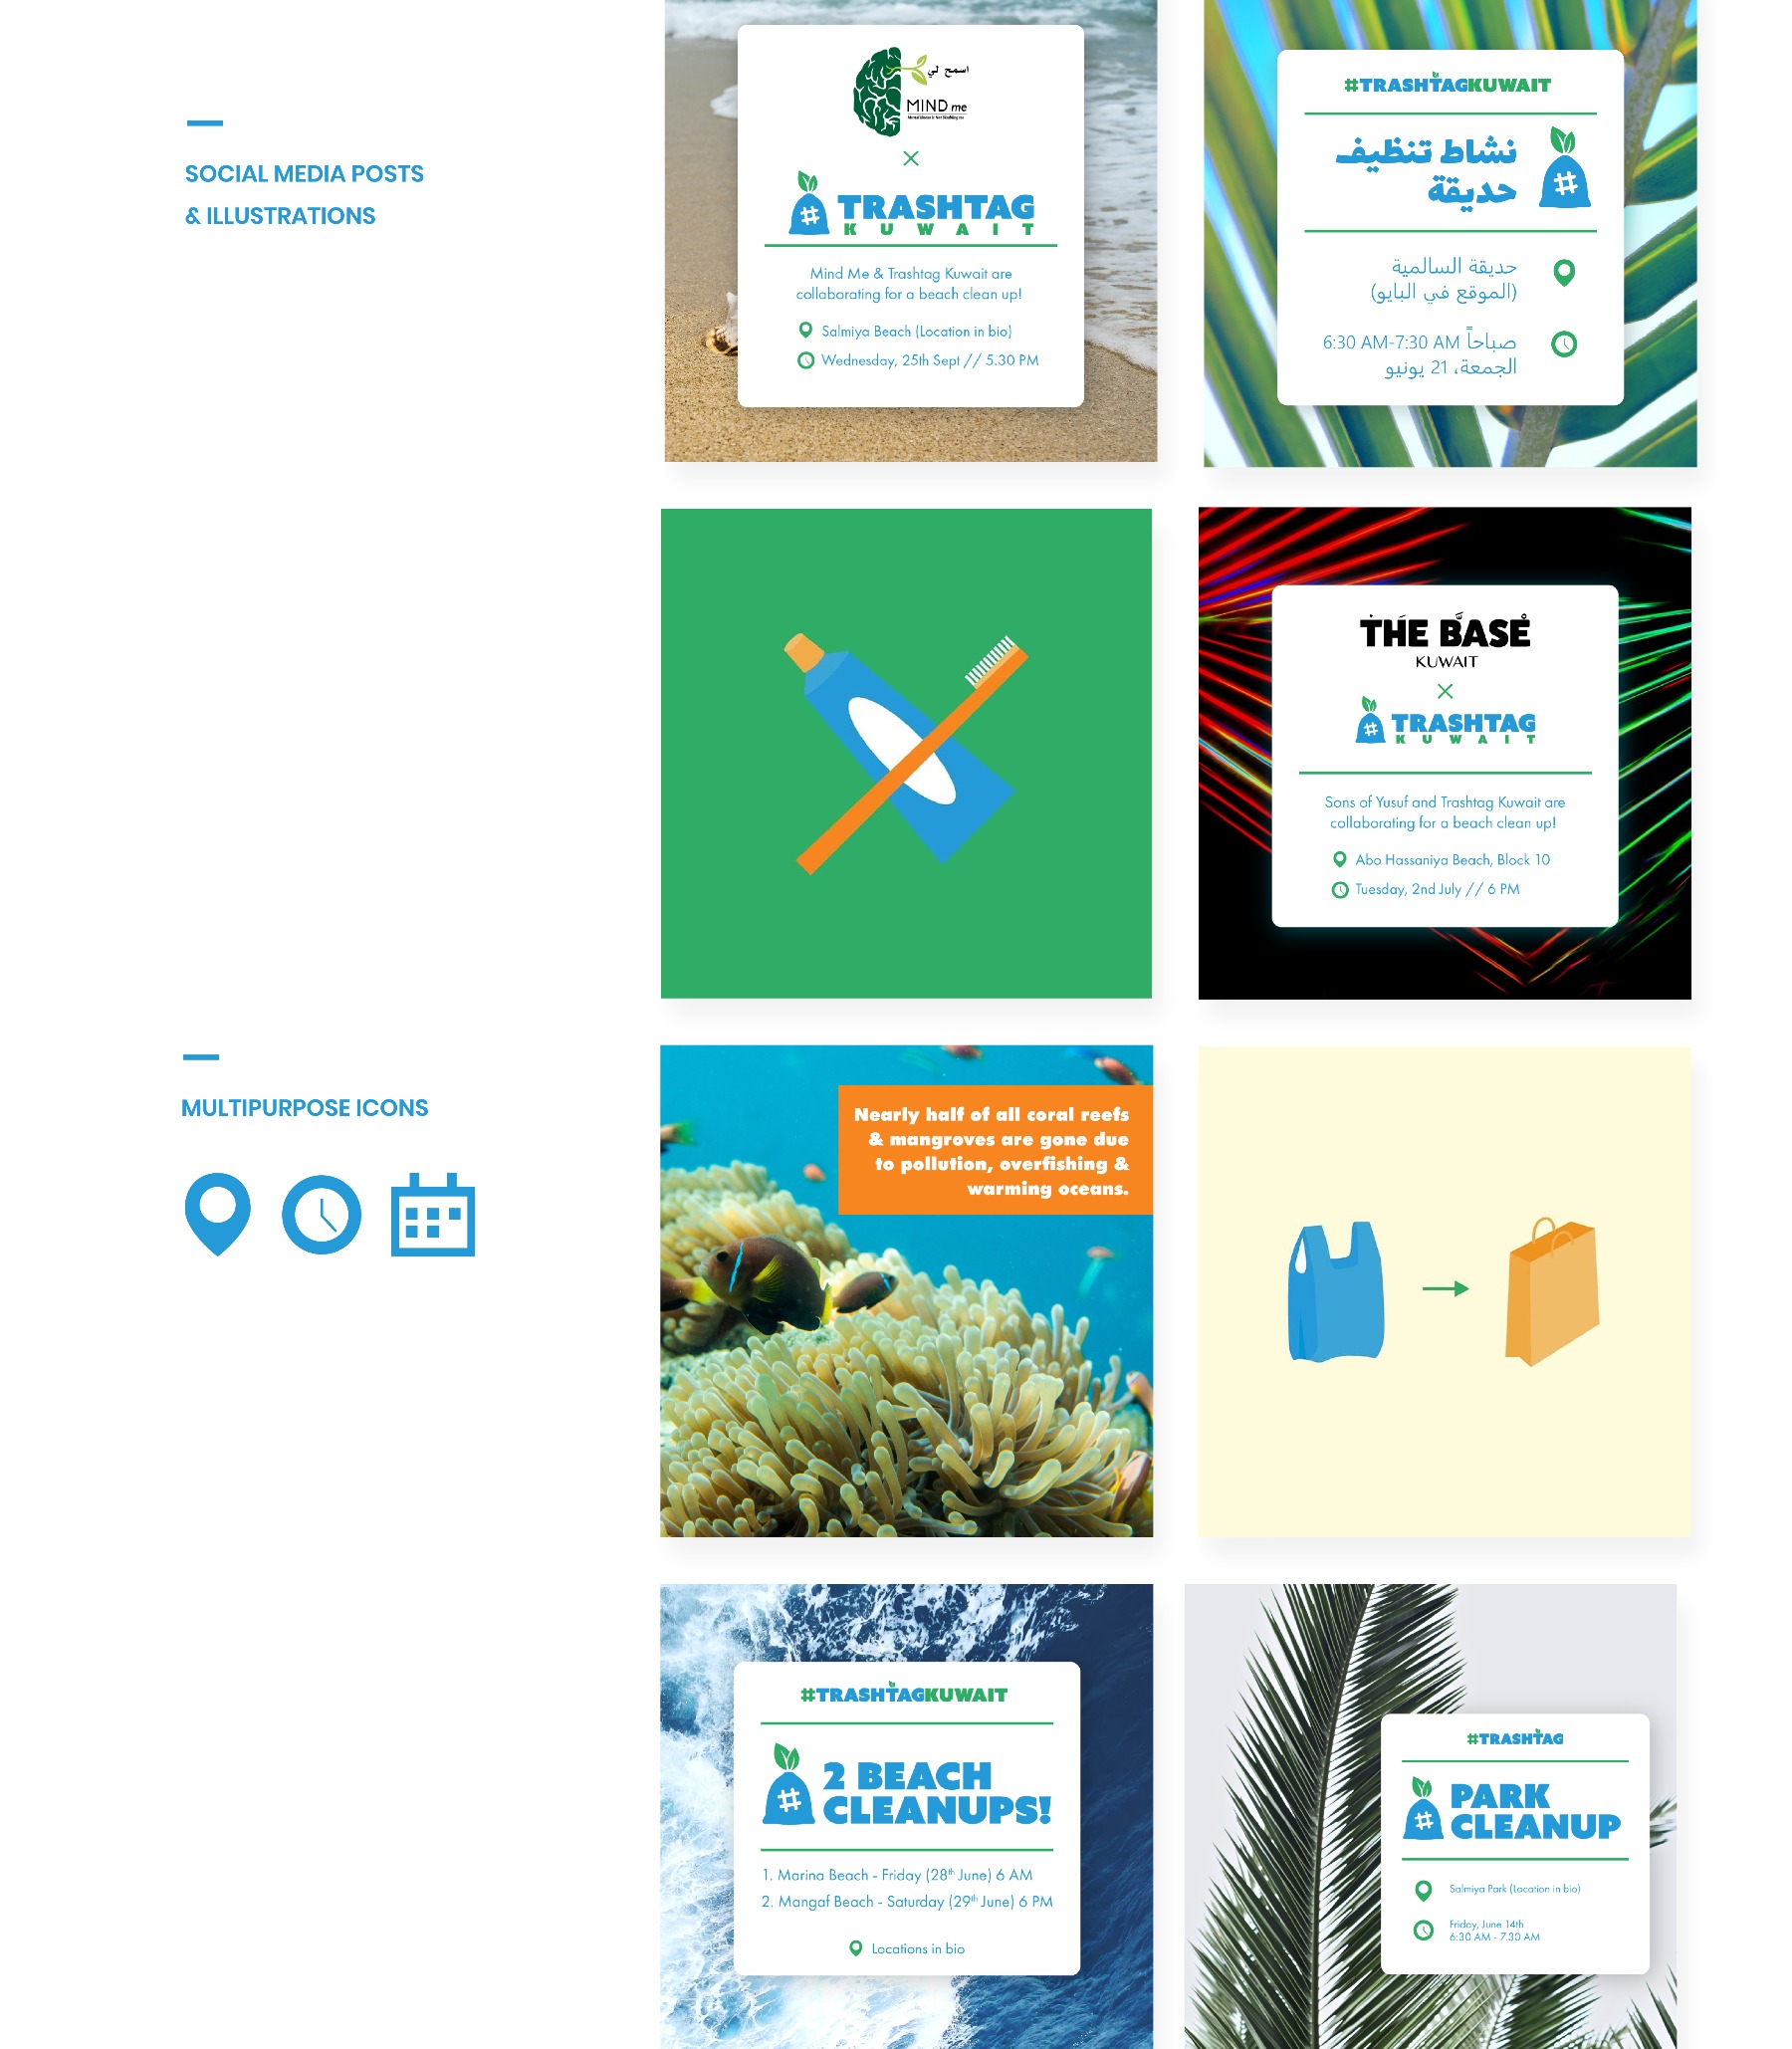 SOCIAL MEDIA POSTS
& ILLUSTRATIONS
اسمح لي
MIND me
×
#
TRASHTAG
KUWAIT
Mind Me & Trashtag Kuwait are
collaborating for a beach clean up!
Salmiya Beach (Location in bio)
Wednesday, 25th Sept // 5.30 PM
#TRASHTAGKUWAIT
نشاط تنظيف
حديقة
#
حديقة السالمية
(الموقع في البايو)
6:30 AM-7:30 AM صباحاً
الجمعة، 21 يونيو
THE BASE
KUWAIT
×
#
TRASHTAG
KUWAIT
Sons of Yusuf and Trashtag Kuwait are
collaborating for a beach clean up!
Abo Hassaniya Beach, Block 10
Tuesday, 2nd July // 6 PM
MULTIPURPOSE ICONS
Nearly half of all coral reefs
& mangroves are gone due
to pollution, overfishing &
warming oceans.
#TRASHTAGKUWAIT
#
2 BEACH
CLEANUPS!
1. Marina Beach - Friday (28th June) 6 AM
2. Mangaf Beach - Saturday (29th June) 6 PM
Locations in bio
#TRASHTAG
#
PARK
CLEANUP
Salmiya Park (Location in bio)
Friday, June 14th
6:30 AM - 7.30 AM